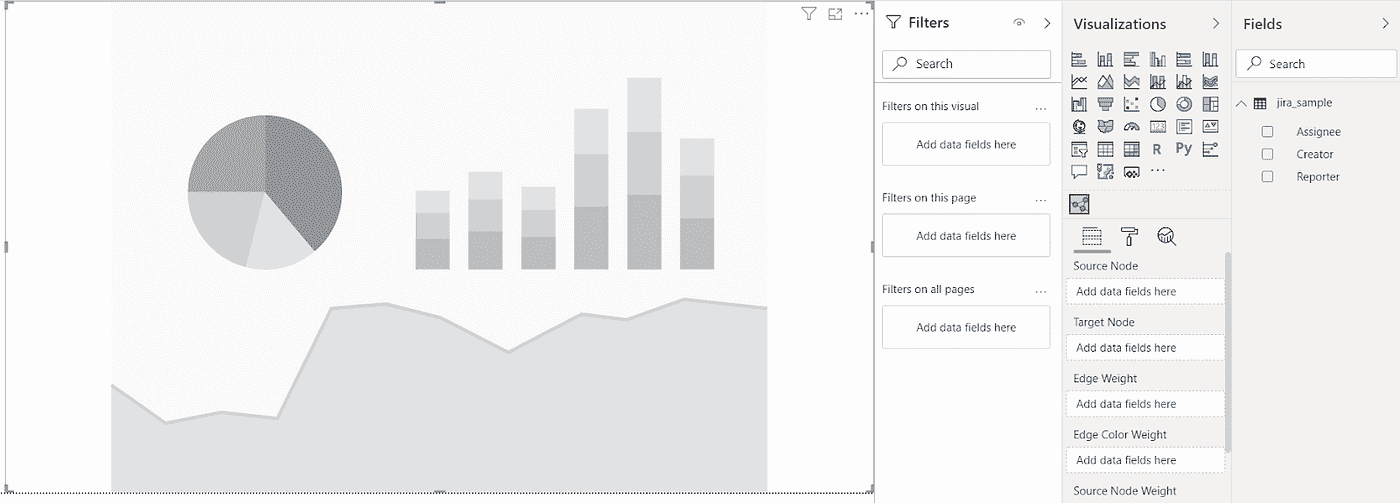 Filters
Search
Filters on this visual
...
Add data fields here
Filters on this page
...
Add data fields here
Filters on all pages
...
Add data fields here
Visualizations
123
R
Py
...
Source Node
Add data fields here
Target Node
Add data fields here
Edge Weight
Add data fields here
Edge Color Weight
Add data fields here
Source Node Weight
Fields
Search
jira_sample
Assignee
Creator
Reporter